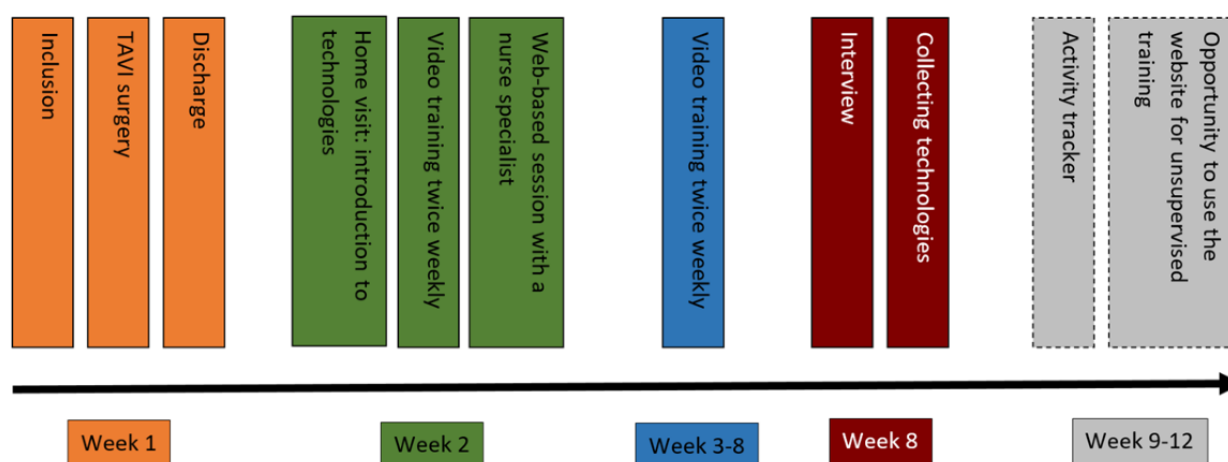 Inclusion
TAVI surgery
Discharge
Home visit: introduction to
technologies
Video training twice weekly
Web-based session with a
nurse specialist
Video training twice weekly
Interview
Collecting technologies
Activity tracker
Opportunity to use the
website for unsupervised
training
Week 1
Week 2
Week 3-8
Week 8
Week 9-12